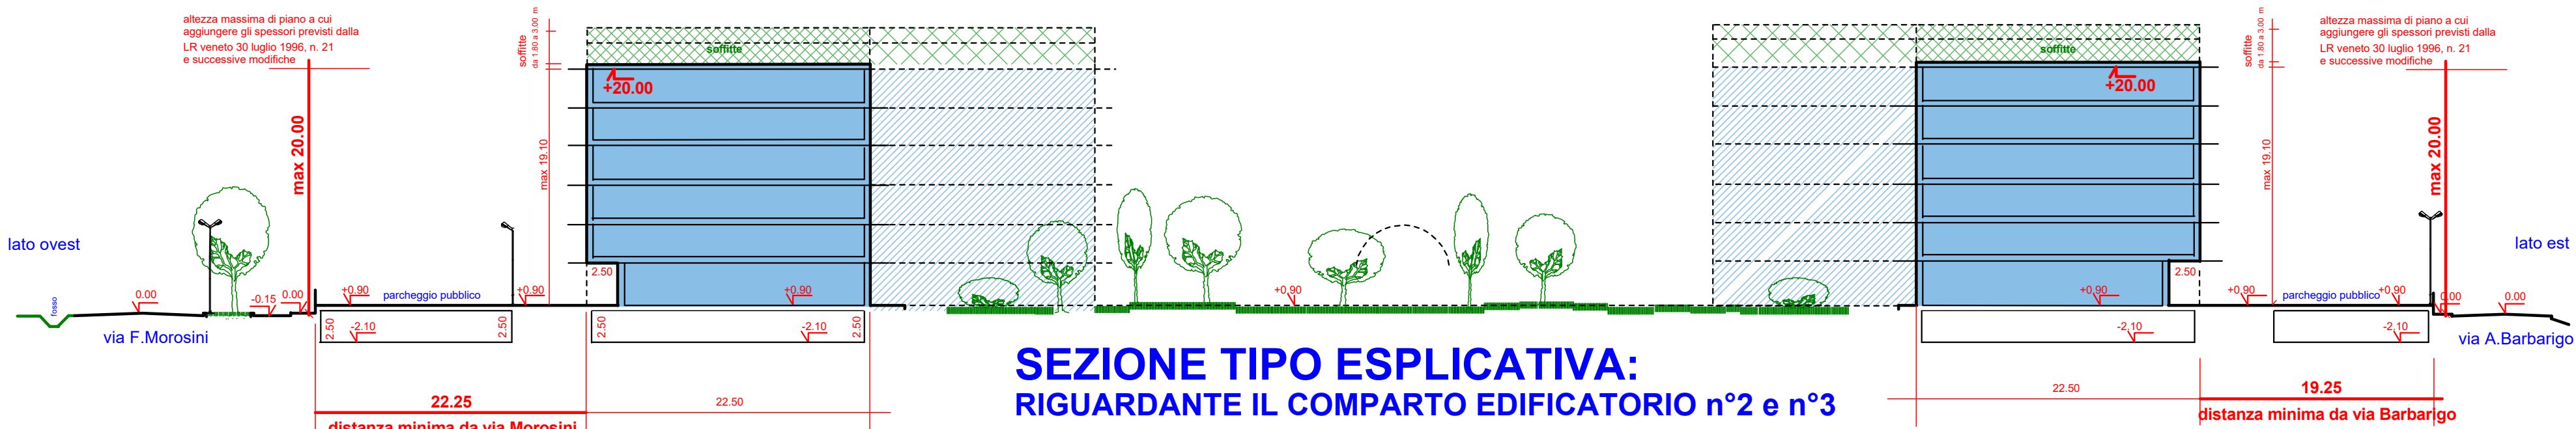 altezza massima di piano a cui
aggiungere gli spessori previsti dalla
LR veneto 30 luglio 1996, n. 21
e successive modifiche
soffitte
da 1.80 a 3.00 m
soffitte
+20.00
max 20.00
max 19.10
lato ovest
fosso
0.00
-0.15
0.00
+0.90
parcheggio pubblico
+0.90
2.50
+0.90
via F.Morosini
2.50
-2.10
2.50
2.50
-2.10
2.50
22.25
distanza minima da via Morosini
22.50
+0.90
SEZIONE TIPO ESPLICATIVA:
RIGUARDANTE IL COMPARTO EDIFICATORIO n°2 e n°3
soffitte
+20.00
soffitte
da 1.80 a 3.00 m
altezza massima di piano a cui
aggiungere gli spessori previsti dalla
LR veneto 30 luglio 1996, n. 21
e successive modifiche
max 19.10
max 20.00
lato est
2.50
+0.90
+0.90
parcheggio pubblico
+0.90
0.00
0.00
-2.10
-2.10
via A.Barbarigo
22.50
19.25
distanza minima da via Barbarigo